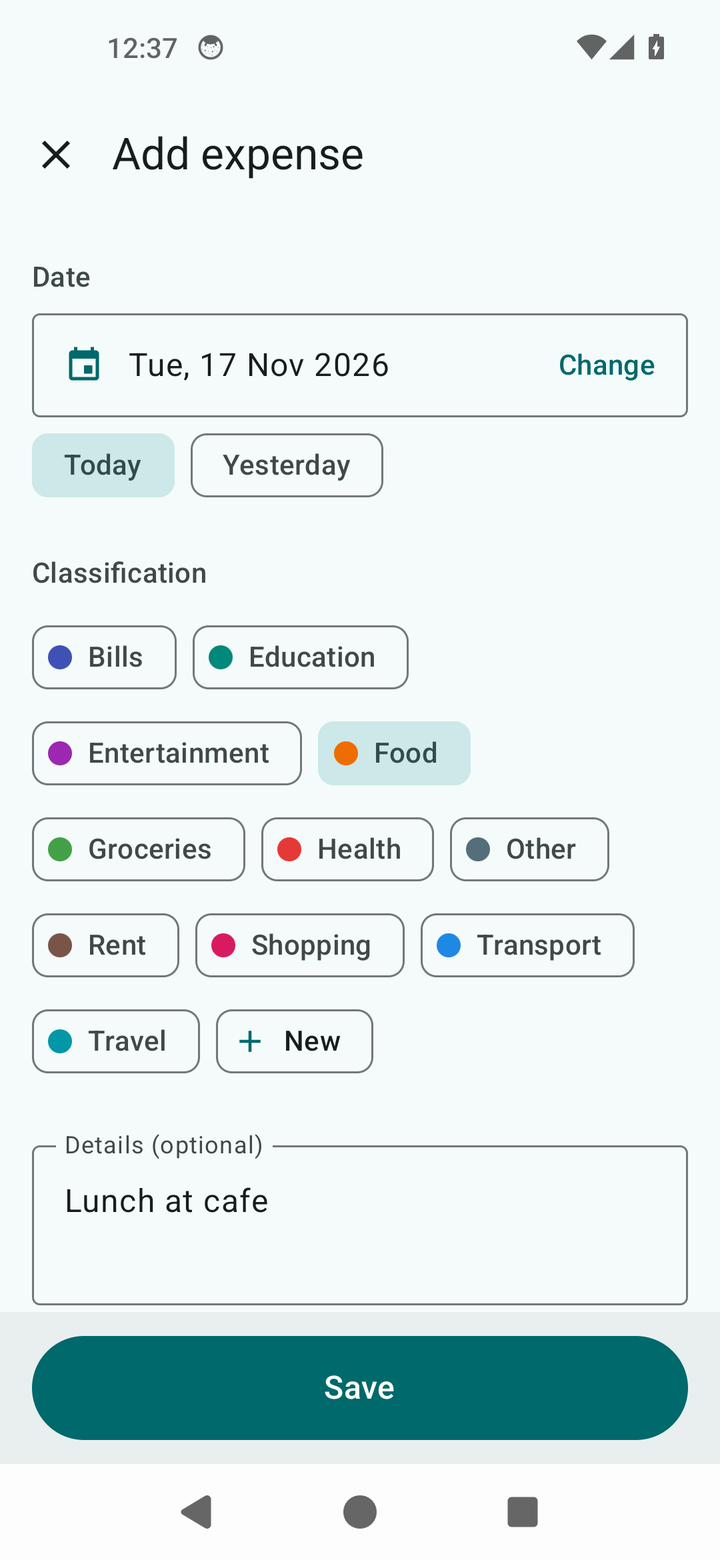 12:37
Add expense
Date
Tue, 17 Nov 2026 Change
Today Yesterday
Classification
Bills Education
Entertainment Food
Groceries Health Other
Rent Shopping Transport
Travel + New
Details (optional)
Lunch at cafe
Save